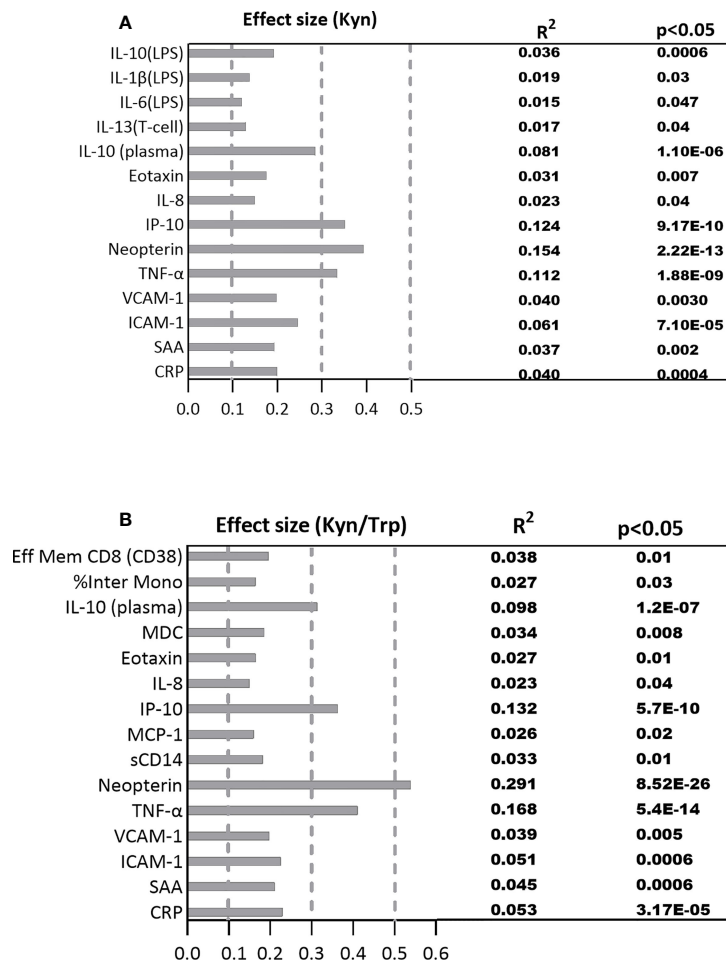 A
Effect size (Kyn) R² p<0.05
IL-10(LPS) 0.036 0.0006
IL-1β(LPS) 0.019 0.03
IL-6(LPS) 0.015 0.047
IL-13(T-cell) 0.017 0.04
IL-10 (plasma) 0.081 1.10E-06
Eotaxin 0.031 0.007
IL-8 0.023 0.04
IP-10 0.124 9.17E-10
Neopterin 0.154 2.22E-13
TNF-α 0.112 1.88E-09
VCAM-1 0.040 0.0030
ICAM-1 0.061 7.10E-05
SAA 0.037 0.002
CRP 0.040 0.0004
0.0 0.1 0.2 0.3 0.4 0.5
B
Effect size (Kyn/Trp) R² p<0.05
Eff Mem CD8 (CD38) 0.038 0.01
%Inter Mono 0.027 0.03
IL-10 (plasma) 0.098 1.2E-07
MDC 0.034 0.008
Eotaxin 0.027 0.01
IL-8 0.023 0.04
IP-10 0.132 5.7E-10
MCP-1 0.026 0.02
sCD14 0.033 0.01
Neopterin 0.291 8.52E-26
TNF-α 0.168 5.4E-14
VCAM-1 0.039 0.005
ICAM-1 0.051 0.0006
SAA 0.045 0.0006
CRP 0.053 3.17E-05
0.0 0.1 0.2 0.3 0.4 0.5 0.6